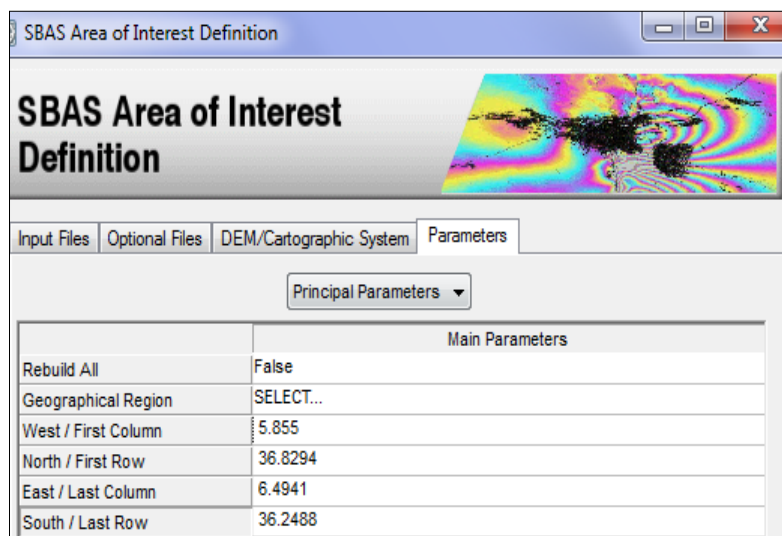 SBAS Area of Interest Definition
SBAS Area of Interest
Definition
Input Files Optional Files DEM/Cartographic System Parameters
Principal Parameters
Main Parameters
Rebuild All False
Geographical Region SELECT...
West / First Column 5.855
North / First Row 36.8294
East / Last Column 6.4941
South / Last Row 36.2488